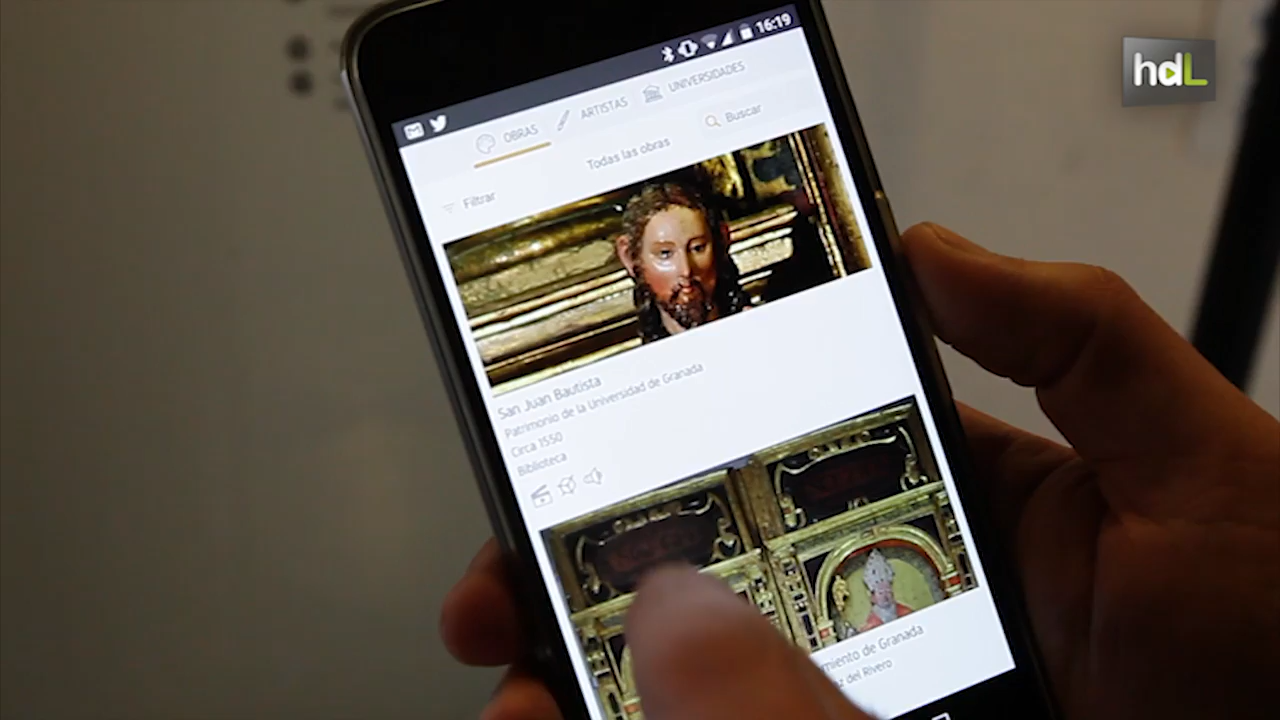 16:19
hdL
OBRAS
ARTISTAS
UNIVERSIDADES
Todas las obras
Buscar
Filtrar
San Juan Bautista
Patrimonio de la Universidad de Granada
Circa 1550
Biblioteca
miento de Granada
z del Rivero